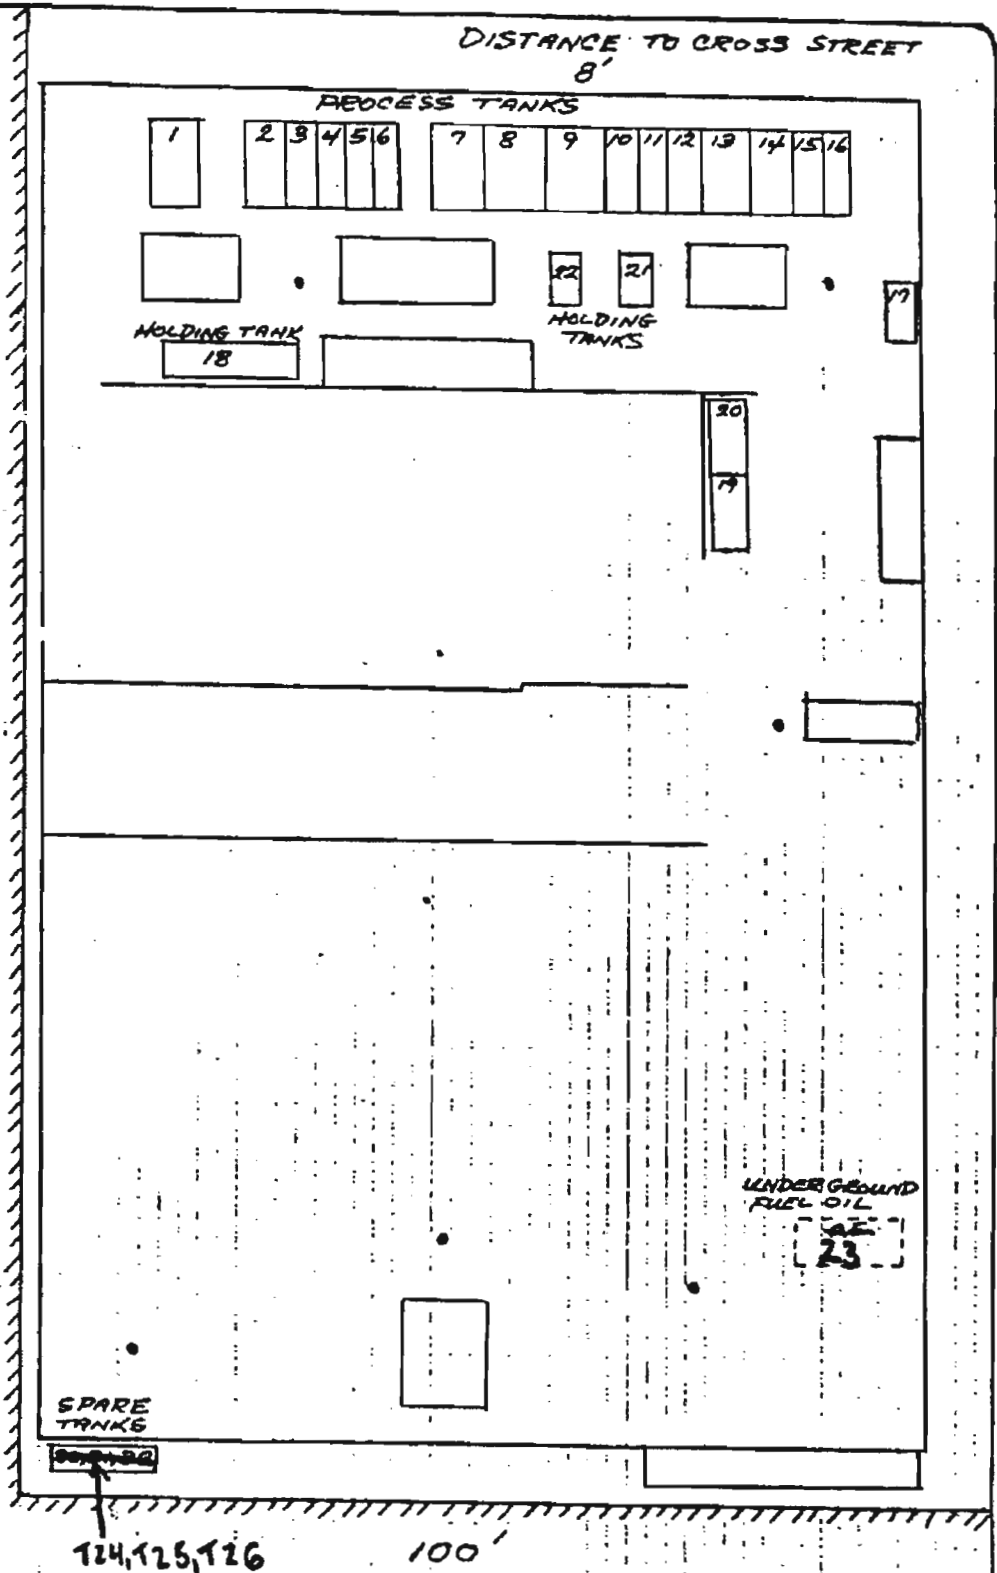 DISTANCE TO CROSS STREET
8'
PROCESS TANKS
1 2 3 4 5 6 7 8 9 10 11 12 13 14 15 16
22 21
17
HOLDING TANK
HOLDING
TANKS
18
20
19
UNDERGROUND
FUEL OIL
23
SPARE
TANKS
T24, T25, T26
100'